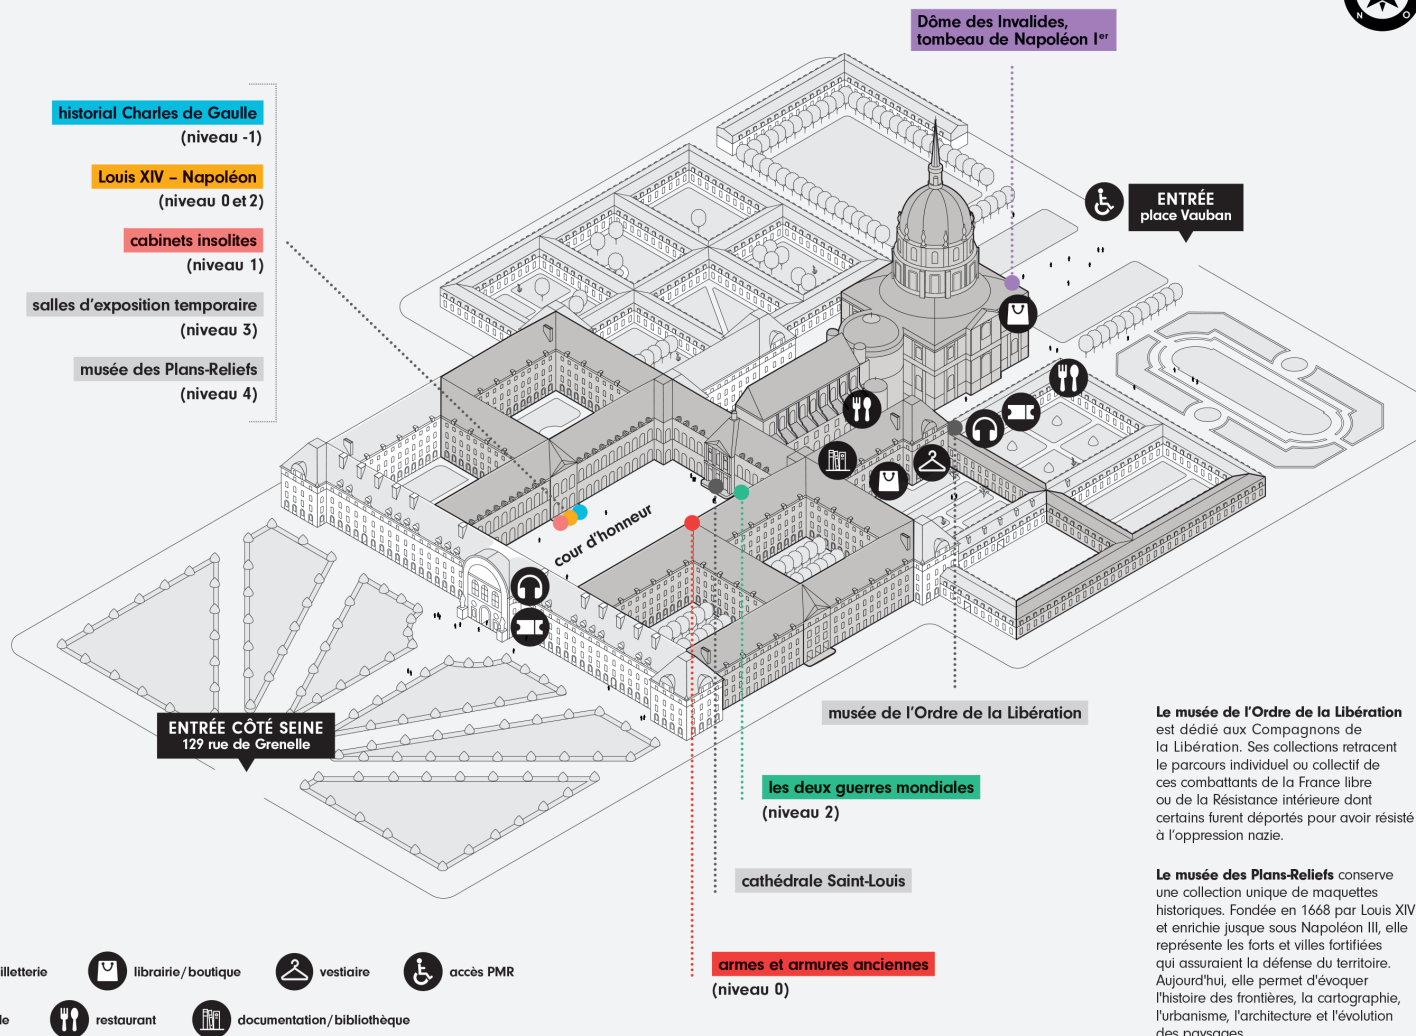 Dôme des Invalides,
tombeau de Napoléon Iᵉʳ
N O
historial Charles de Gaulle
(niveau -1)
Louis XIV – Napoléon
(niveau 0 et 2)
cabinets insolites
(niveau 1)
salles d'exposition temporaire
(niveau 3)
musée des Plans-Reliefs
(niveau 4)
ENTRÉE
place Vauban
cour d'honneur
ENTRÉE CÔTÉ SEINE
129 rue de Grenelle
musée de l'Ordre de la Libération
les deux guerres mondiales
(niveau 2)
cathédrale Saint-Louis
armes et armures anciennes
(niveau 0)
Le musée de l'Ordre de la Libération
est dédié aux Compagnons de
la Libération. Ses collections retracent
le parcours individuel ou collectif de
ces combattants de la France libre
ou de la Résistance intérieure dont
certains furent déportés pour avoir résisté
à l'oppression nazie.
Le musée des Plans-Reliefs conserve
une collection unique de maquettes
historiques. Fondée en 1668 par Louis XIV
et enrichie jusque sous Napoléon III, elle
représente les forts et villes fortifiées
qui assuraient la défense du territoire.
Aujourd'hui, elle permet d'évoquer
l'histoire des frontières, la cartographie,
l'urbanisme, l'architecture et l'évolution
des paysages
illetterie
librairie/boutique
vestiaire
accès PMR
le
restaurant
documentation/bibliothèque